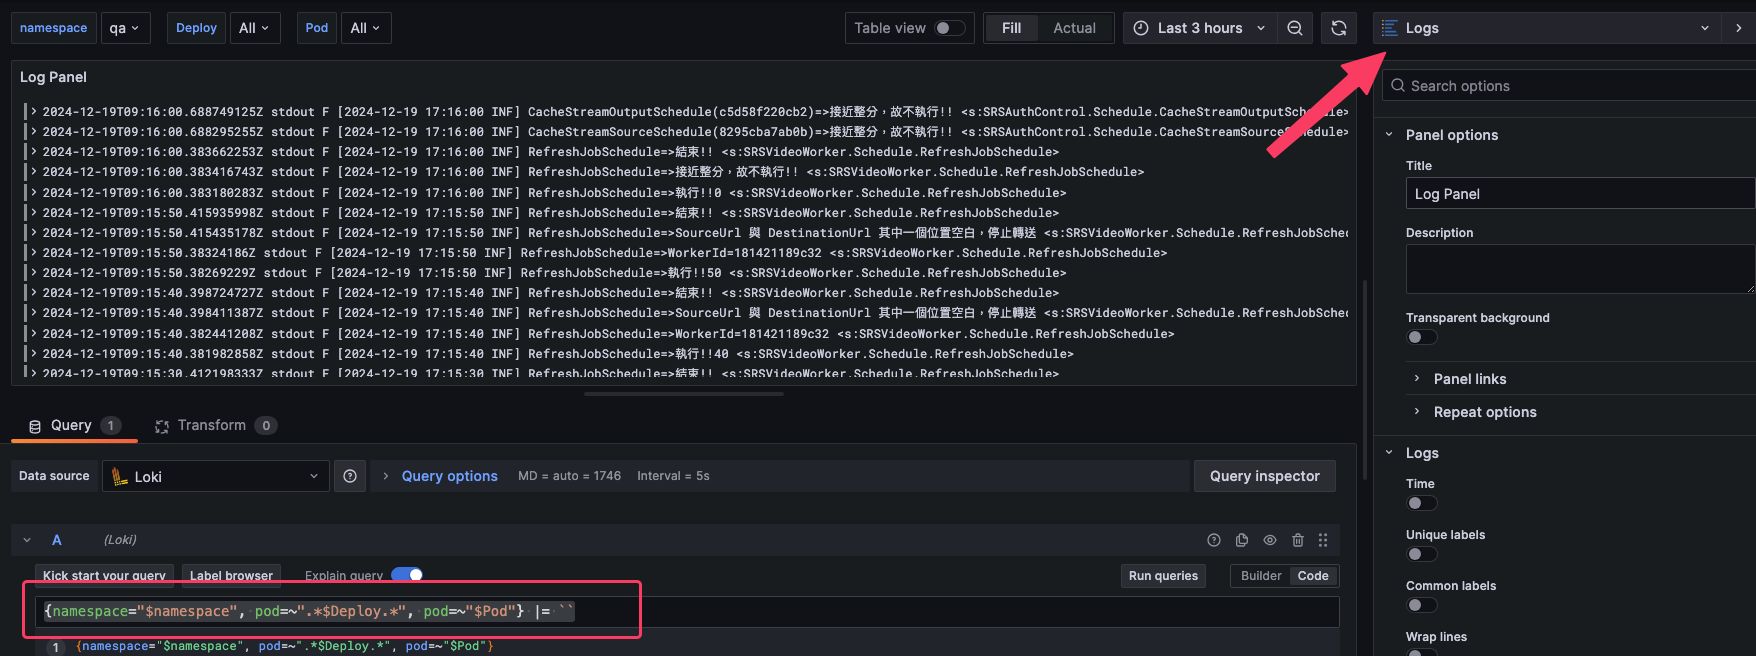 namespace qa Deploy All Pod All Table view Fill Actual Last 3 hours Logs
Search options
Log Panel
2024-12-19T09:16:00.688749125Z stdout F [2024-12-19 17:16:00 INF] CacheStreamOutputSchedule(c5d58f220cb2)=>接近整分，故不執行!! <s:SRSAuthControl.Schedule.CacheStreamOutputSchedule>
2024-12-19T09:16:00.688295255Z stdout F [2024-12-19 17:16:00 INF] CacheStreamSourceSchedule(8295cba7ab0b)=>接近整分，故不執行!! <s:SRSAuthControl.Schedule.CacheStreamSourceSchedule>
2024-12-19T09:16:00.383662253Z stdout F [2024-12-19 17:16:00 INF] RefreshJobSchedule=>結束!! <s:SRSVideoWorker.Schedule.RefreshJobSchedule>
2024-12-19T09:16:00.383416743Z stdout F [2024-12-19 17:16:00 INF] RefreshJobSchedule=>接近整分，故不執行!! <s:SRSVideoWorker.Schedule.RefreshJobSchedule>
2024-12-19T09:16:00.383180283Z stdout F [2024-12-19 17:16:00 INF] RefreshJobSchedule=>執行!!0 <s:SRSVideoWorker.Schedule.RefreshJobSchedule>
2024-12-19T09:15:50.415935998Z stdout F [2024-12-19 17:15:50 INF] RefreshJobSchedule=>結束!! <s:SRSVideoWorker.Schedule.RefreshJobSchedule>
2024-12-19T09:15:50.415435178Z stdout F [2024-12-19 17:15:50 INF] RefreshJobSchedule=>SourceUrl 與 DestinationUrl 其中一個位置空白，停止轉送 <s:SRSVideoWorker.Schedule.RefreshJobSched
2024-12-19T09:15:50.38324186Z stdout F [2024-12-19 17:15:50 INF] RefreshJobSchedule=>WorkerId=181421189c32 <s:SRSVideoWorker.Schedule.RefreshJobSchedule>
2024-12-19T09:15:50.38269229Z stdout F [2024-12-19 17:15:50 INF] RefreshJobSchedule=>執行!!50 <s:SRSVideoWorker.Schedule.RefreshJobSchedule>
2024-12-19T09:15:40.398724727Z stdout F [2024-12-19 17:15:40 INF] RefreshJobSchedule=>結束!! <s:SRSVideoWorker.Schedule.RefreshJobSchedule>
2024-12-19T09:15:40.398411387Z stdout F [2024-12-19 17:15:40 INF] RefreshJobSchedule=>SourceUrl 與 DestinationUrl 其中一個位置空白，停止轉送 <s:SRSVideoWorker.Schedule.RefreshJobSched
2024-12-19T09:15:40.382441208Z stdout F [2024-12-19 17:15:40 INF] RefreshJobSchedule=>WorkerId=181421189c32 <s:SRSVideoWorker.Schedule.RefreshJobSchedule>
2024-12-19T09:15:40.381982858Z stdout F [2024-12-19 17:15:40 INF] RefreshJobSchedule=>執行!!40 <s:SRSVideoWorker.Schedule.RefreshJobSchedule>
2024-12-19T09:15:30.412198333Z stdout F [2024-12-19 17:15:30 INF] RefreshJobSchedule=>結束!! <s:SRSVideoWorker.Schedule.RefreshJobSchedule>
Panel options
Title
Log Panel
Description
Transparent background
Panel links
Repeat options
Logs
Time
Unique labels
Common labels
Wrap lines
Query 1 Transform 0
Data source Loki Query options MD = auto = 1746 Interval = 5s Query inspector
A (Loki)
Kick start your query Label browser Explain query Run queries Builder Code
{namespace="$namespace", pod=~".*$Deploy.*", pod=~"$Pod"} |= ``
1 {namespace="$namespace", pod=~".*$Deploy.*", pod=~"$Pod"}